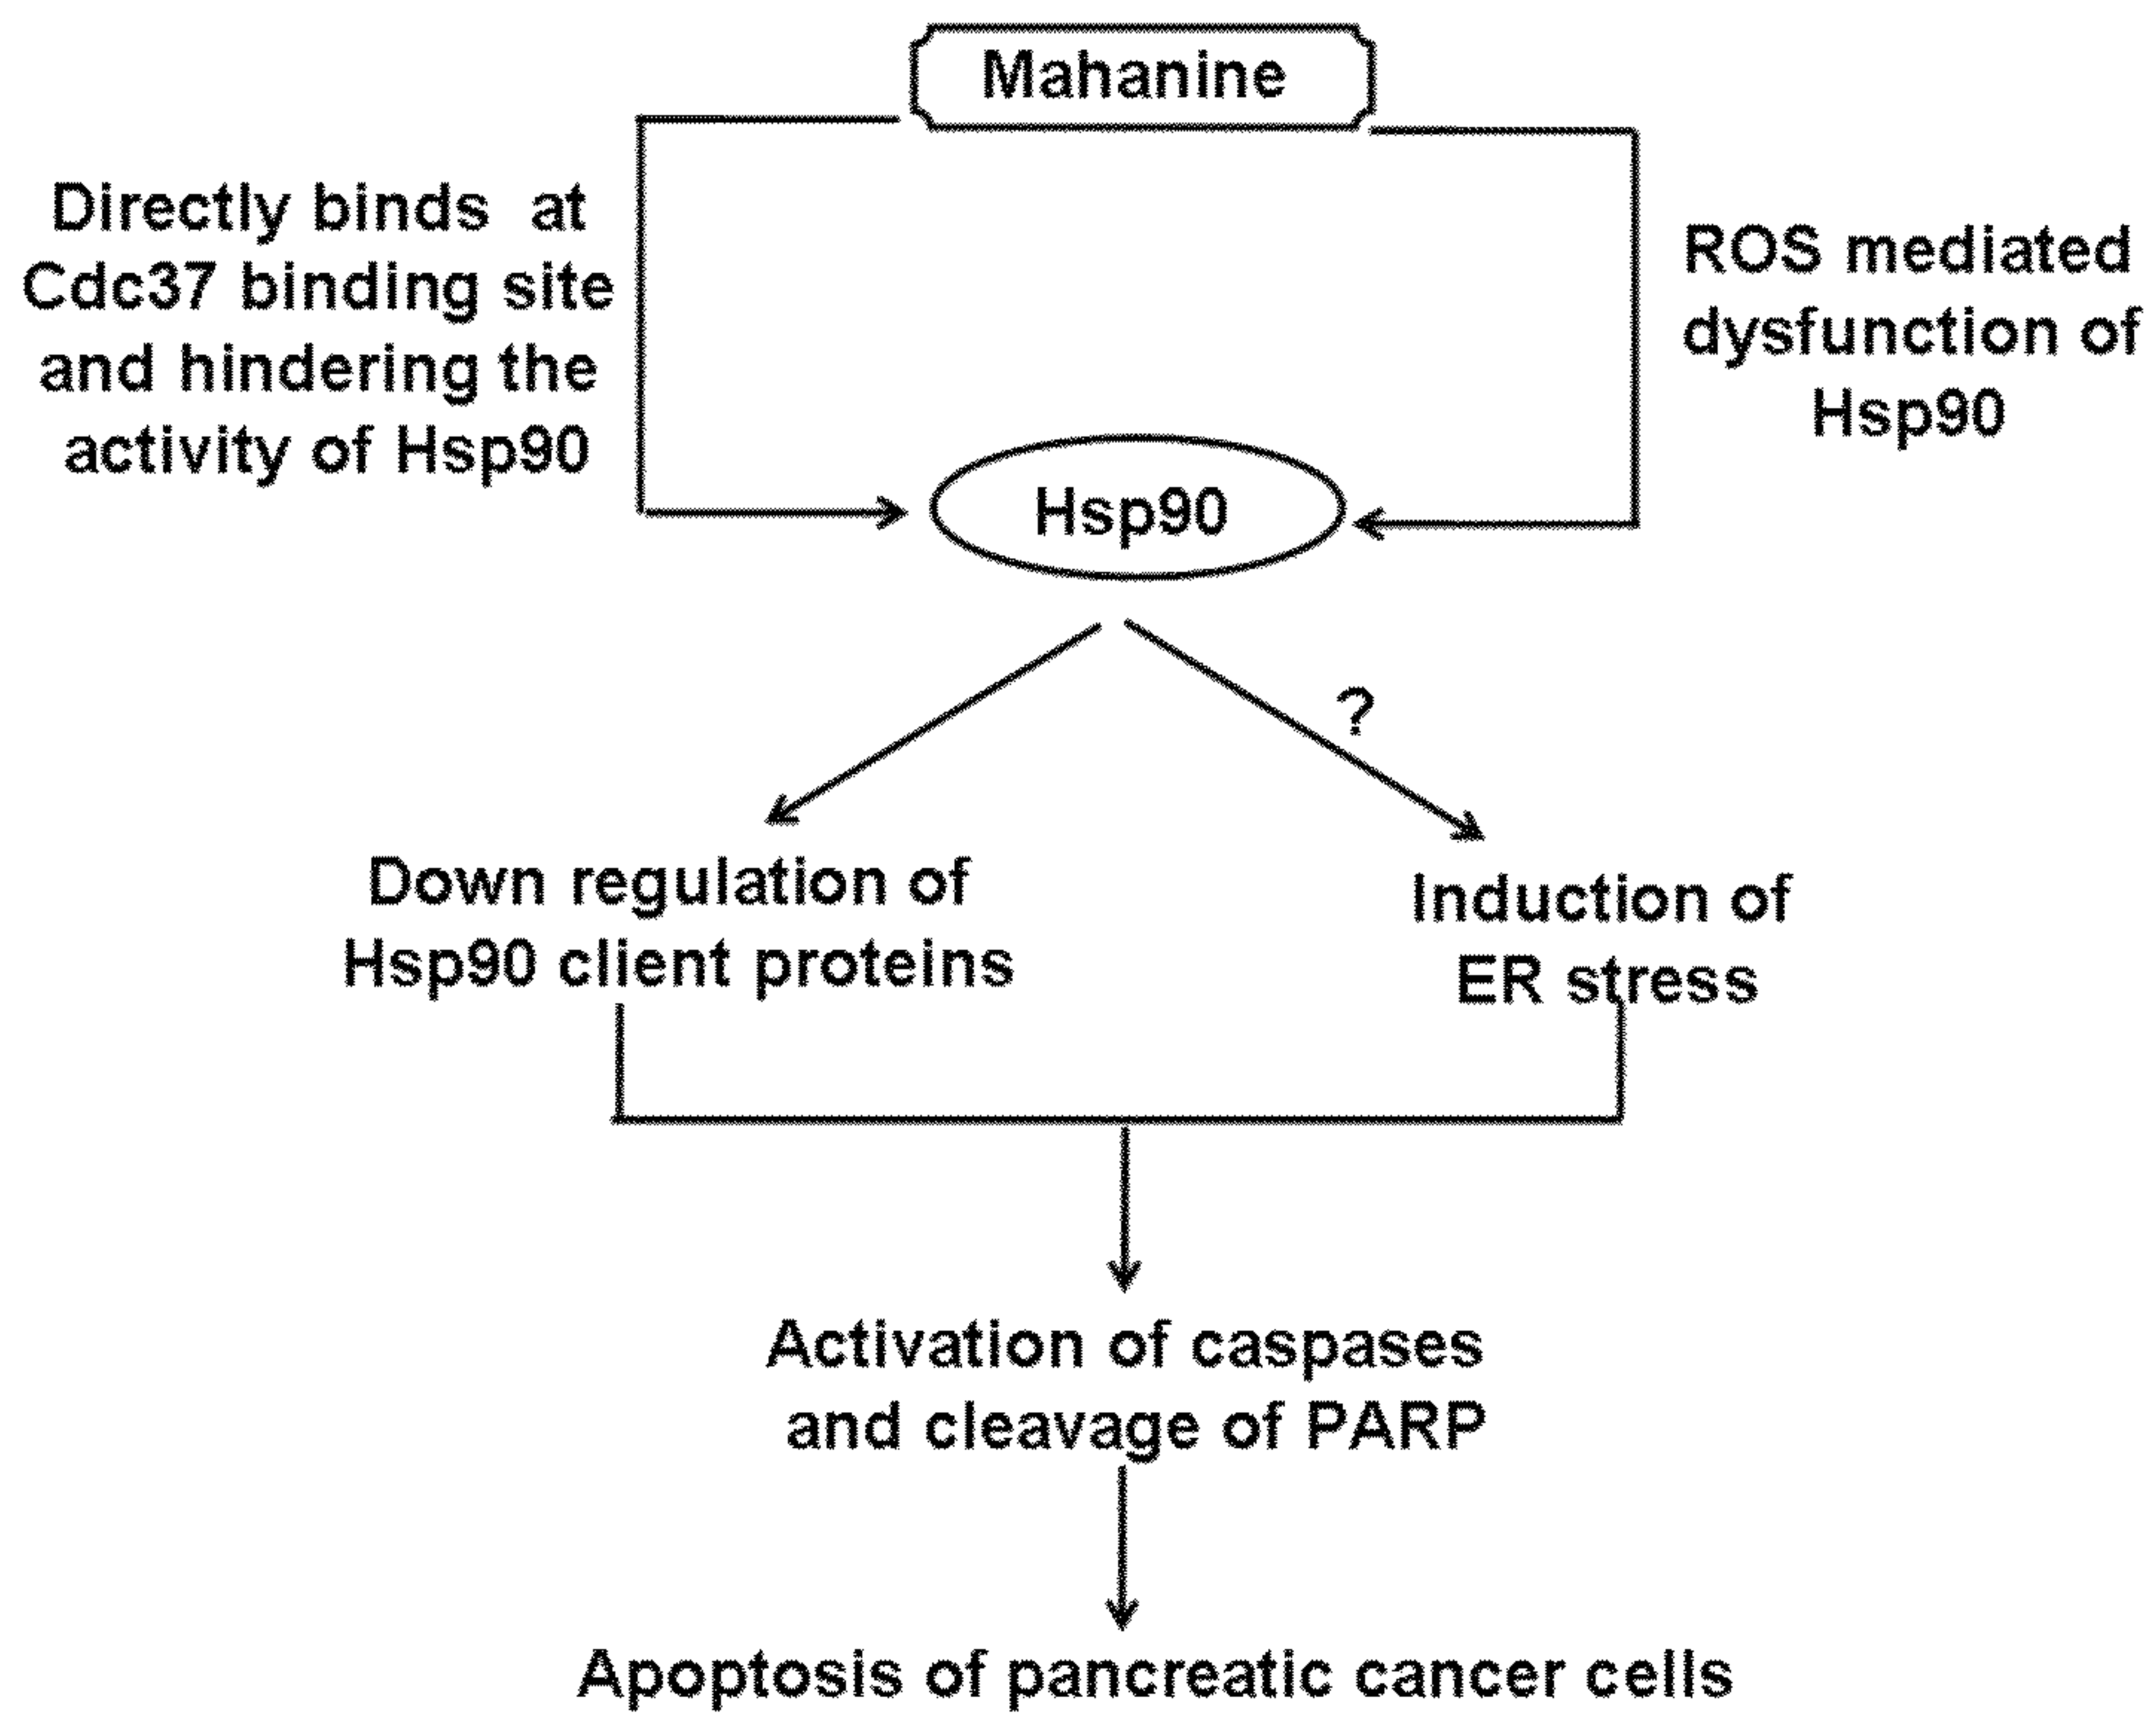 Mahanine
Directly binds at
Cdc37 binding site
and hindering the
activity of Hsp90
ROS mediated
dysfunction of
Hsp90
Hsp90
?
Down regulation of
Hsp90 client proteins
Induction of
ER stress
Activation of caspases
and cleavage of PARP
Apoptosis of pancreatic cancer cells